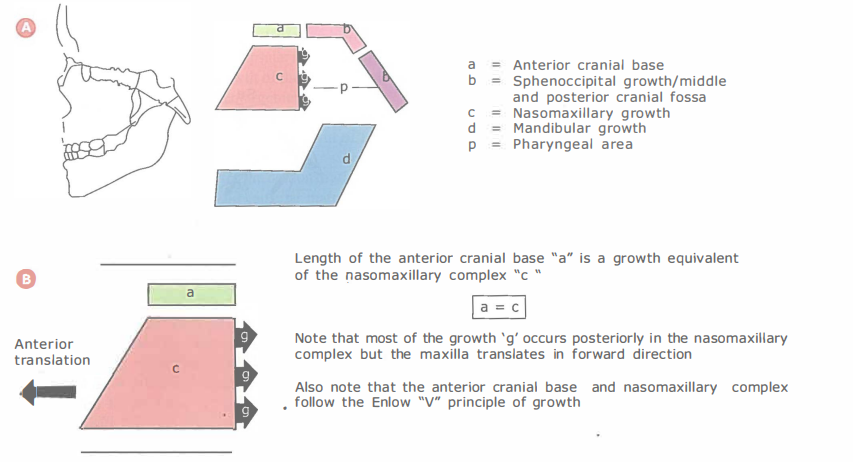 A
a
b
g
c
g
p
b
g
d
a = Anterior cranial base
b = Sphenoccipital growth/middle
and posterior cranial fossa
c = Nasomaxillary growth
d = Mandibular growth
p = Pharyngeal area
B
a
Anterior
translation
c
g
g
g
Length of the anterior cranial base “a” is a growth equivalent
of the nasomaxillary complex “c “
a = c
Note that most of the growth ‘g’ occurs posteriorly in the nasomaxillary
complex but the maxilla translates in forward direction
Also note that the anterior cranial base and nasomaxillary complex
follow the Enlow “V” principle of growth